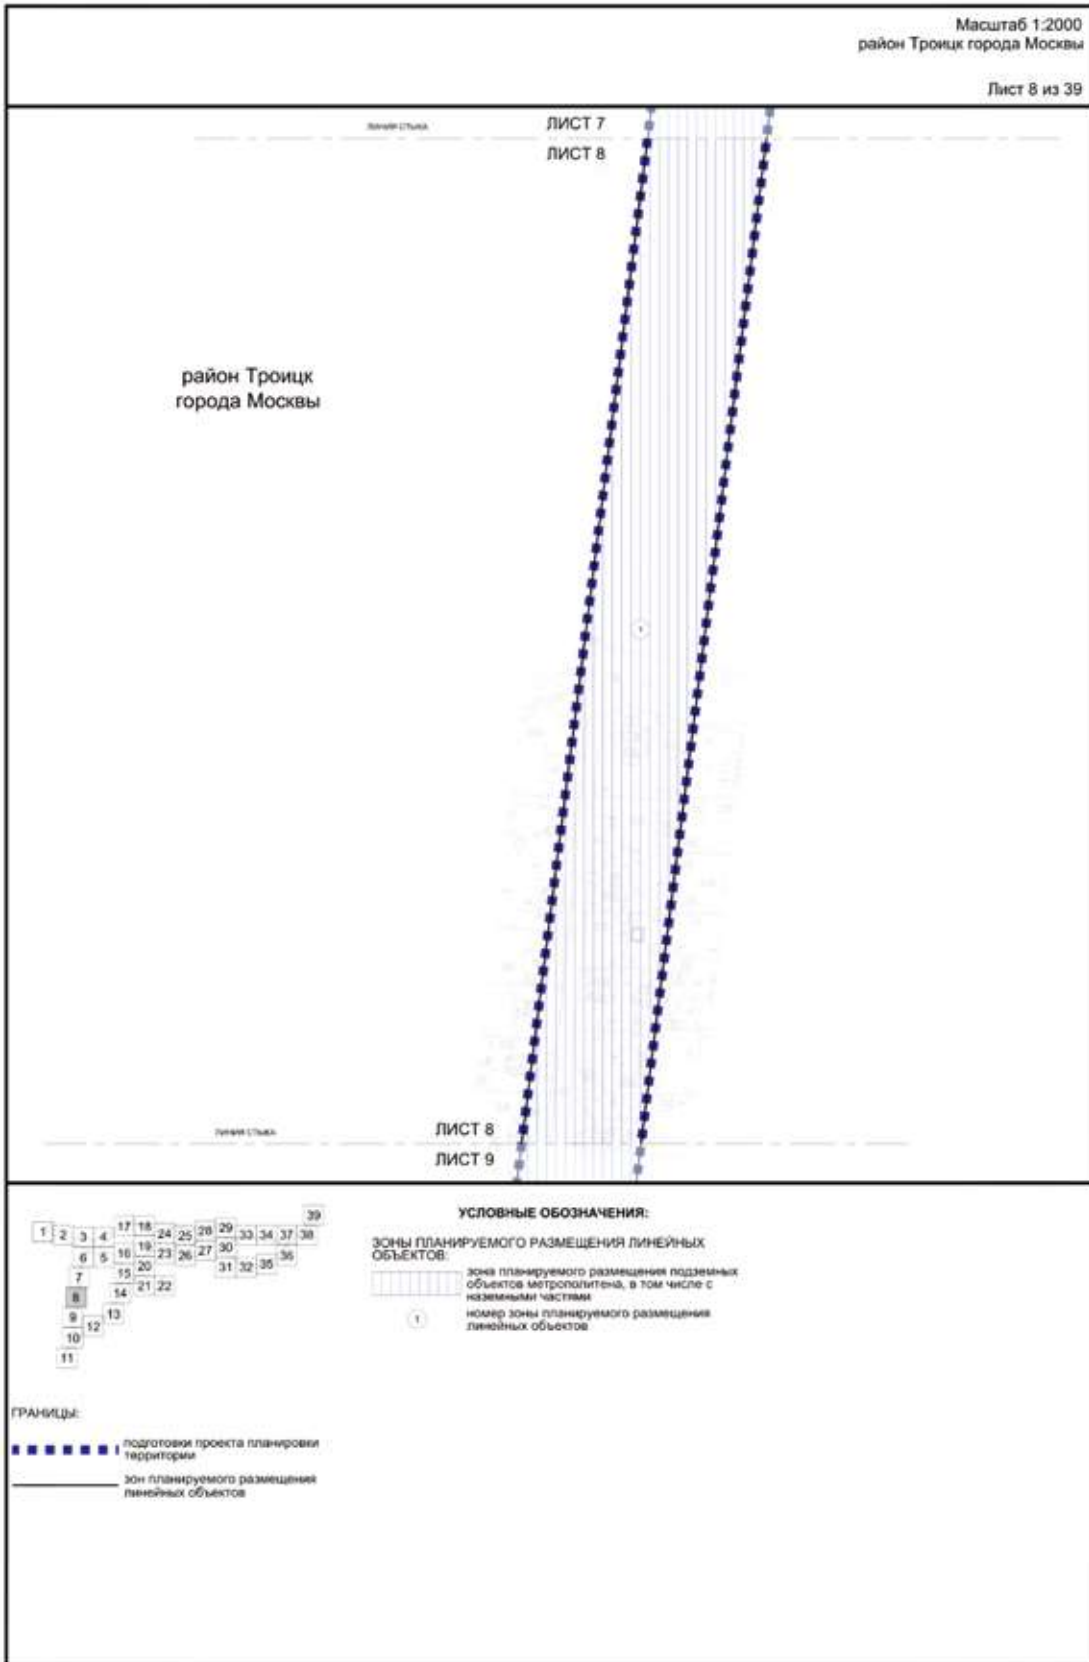 Масштаб 1:2000
район Троицк города Москвы
Лист 8 из 39
ЛИНИЯ СТЫКА
ЛИСТ 7
ЛИСТ 8
район Троицк
города Москвы
1
ЛИНИЯ СТЫКА
ЛИСТ 8
ЛИСТ 9
39
1 2 3 4 17 18 24 25 28 29 33 34 37 38
6 5 16 19 23 26 27 30 36
7 15 20 31 32 35
8 14 21 22
9 12 13
10
11
УСЛОВНЫЕ ОБОЗНАЧЕНИЯ:
ЗОНЫ ПЛАНИРУЕМОГО РАЗМЕЩЕНИЯ ЛИНЕЙНЫХ
ОБЪЕКТОВ:
зона планируемого размещения подземных
объектов метрополитена, в том числе с
наземными частями
1
номер зоны планируемого размещения
линейных объектов
ГРАНИЦЫ:
подготовки проекта планировки
территории
зон планируемого размещения
линейных объектов